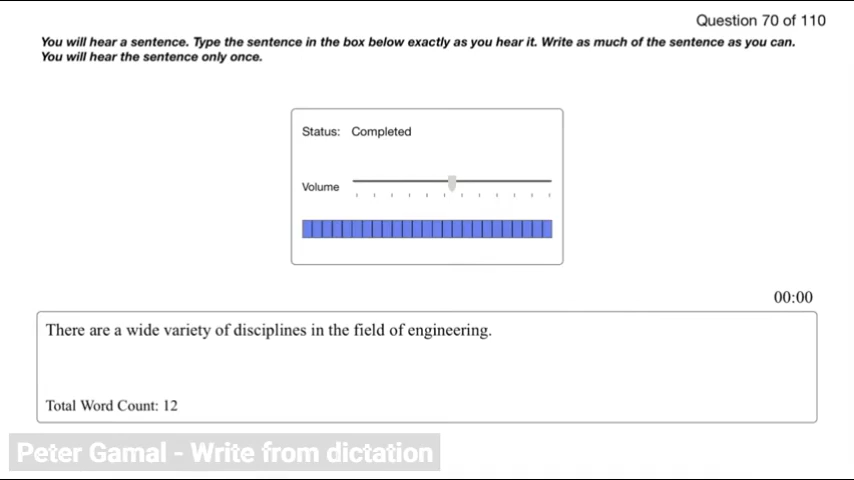 Question 70 of 110
You will hear a sentence. Type the sentence in the box below exactly as you hear it. Write as much of the sentence as you can.
You will hear the sentence only once.
Status: Completed
Volume
00:00
There are a wide variety of disciplines in the field of engineering.
Total Word Count: 12
Peter Gamal - Write from dictation